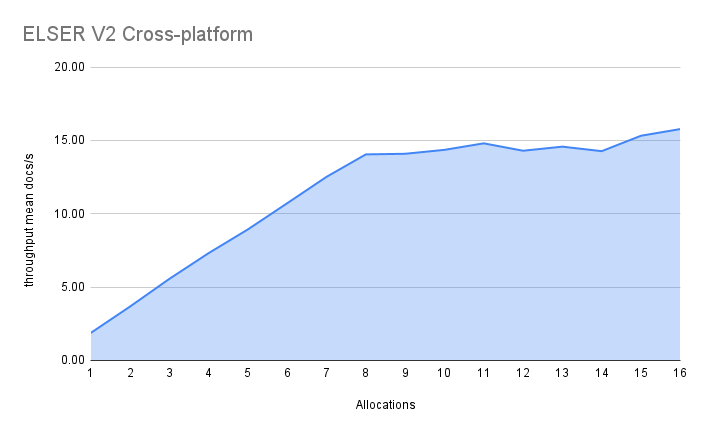 ELSER V2 Cross-platform
20.00
15.00
10.00
5.00
0.00
throughput mean docs/s
1 2 3 4 5 6 7 8 9 10 11 12 13 14 15 16
Allocations